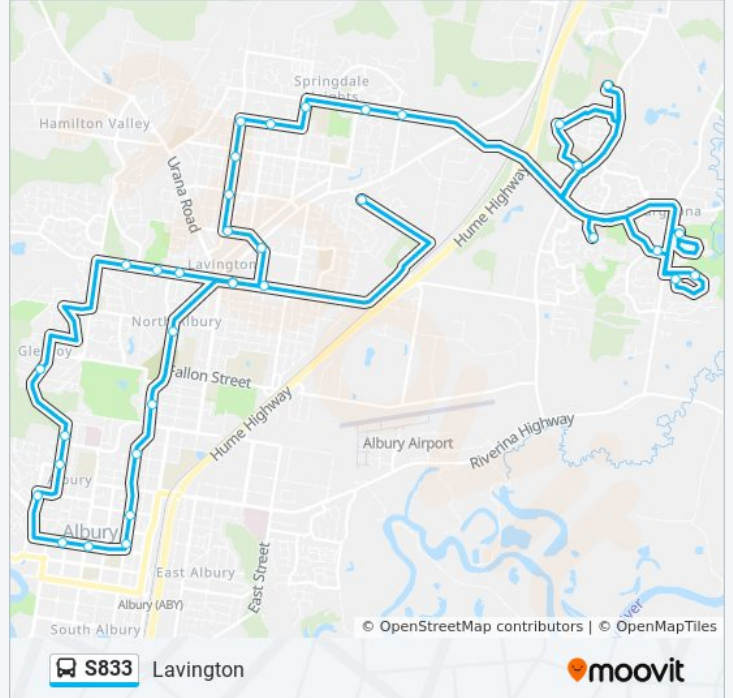 Springdale
Heights
Hamilton Valley
Urana Road
Hume Highway
Lavington
North Albury
Glenroy
Fallon Street
Hume Highway
Albury Airport
Riverina Highway
Albury
Albury
East Albury
East Street
Albury (ABY)
South Albury
River
© OpenStreetMap contributors | © OpenMapTiles
S833 Lavington
moovit